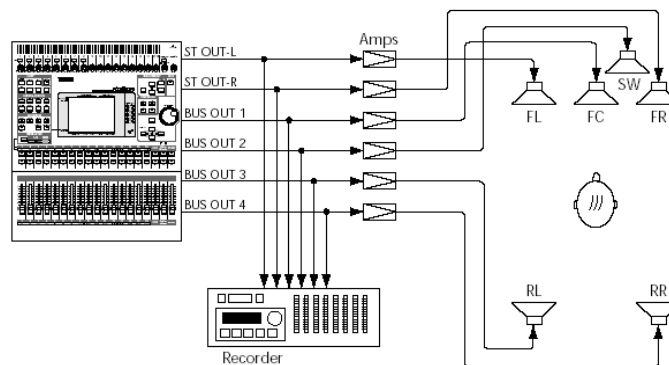 Amps
ST OUT-L
ST OUT-R
BUS OUT 1
BUS OUT 2
BUS OUT 3
BUS OUT 4
SW
FL
FC
FR
RL
RR
Recorder